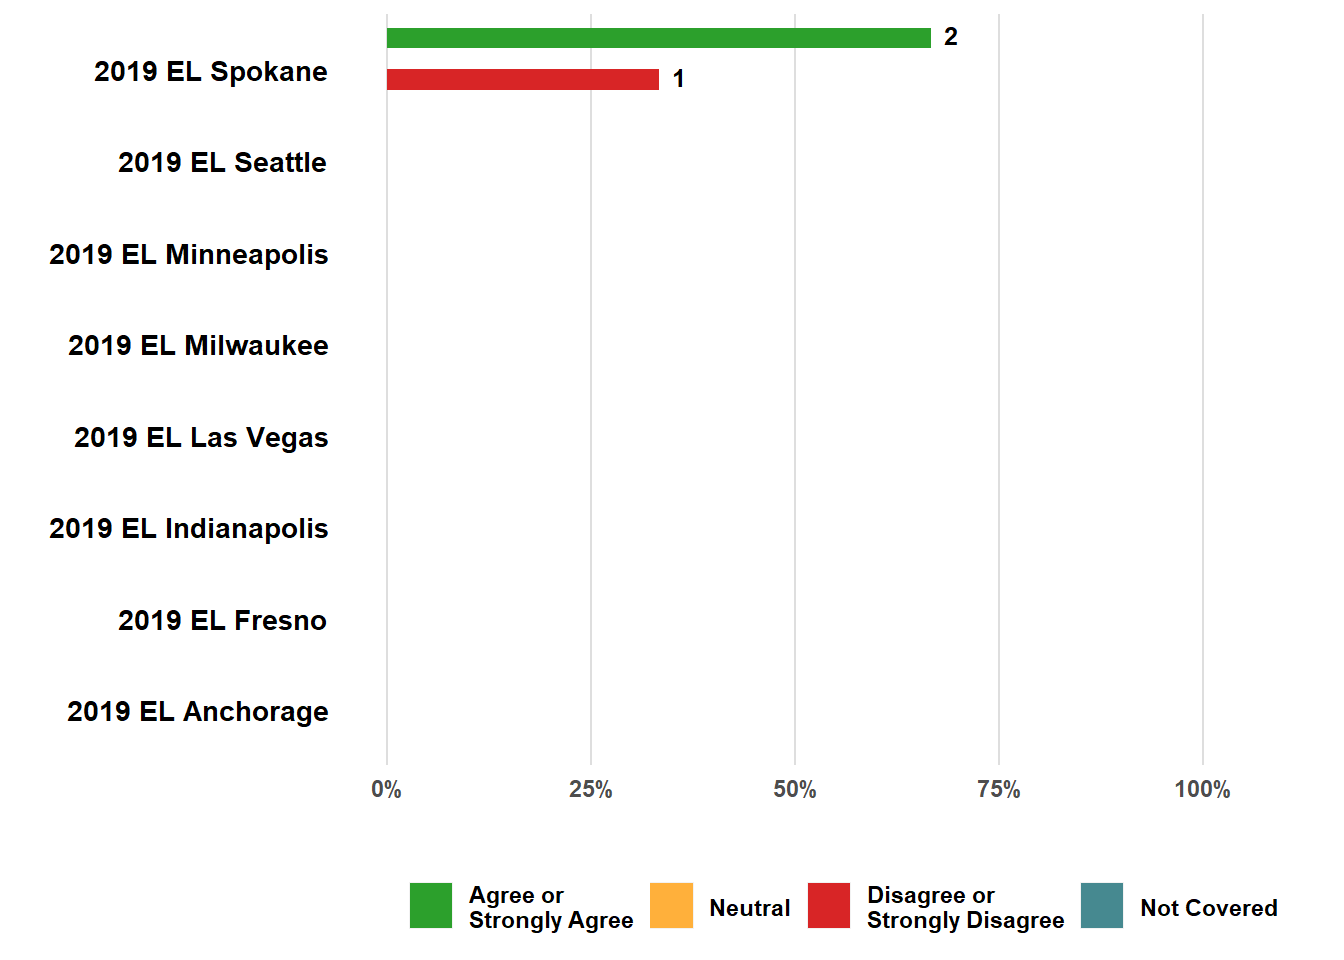 2
2019 EL Spokane
1
2019 EL Seattle
2019 EL Minneapolis
2019 EL Milwaukee
2019 EL Las Vegas
2019 EL Indianapolis
2019 EL Fresno
2019 EL Anchorage
0% 25% 50% 75% 100%
Agree or
Strongly Agree
Neutral
Disagree or
Strongly Disagree
Not Covered